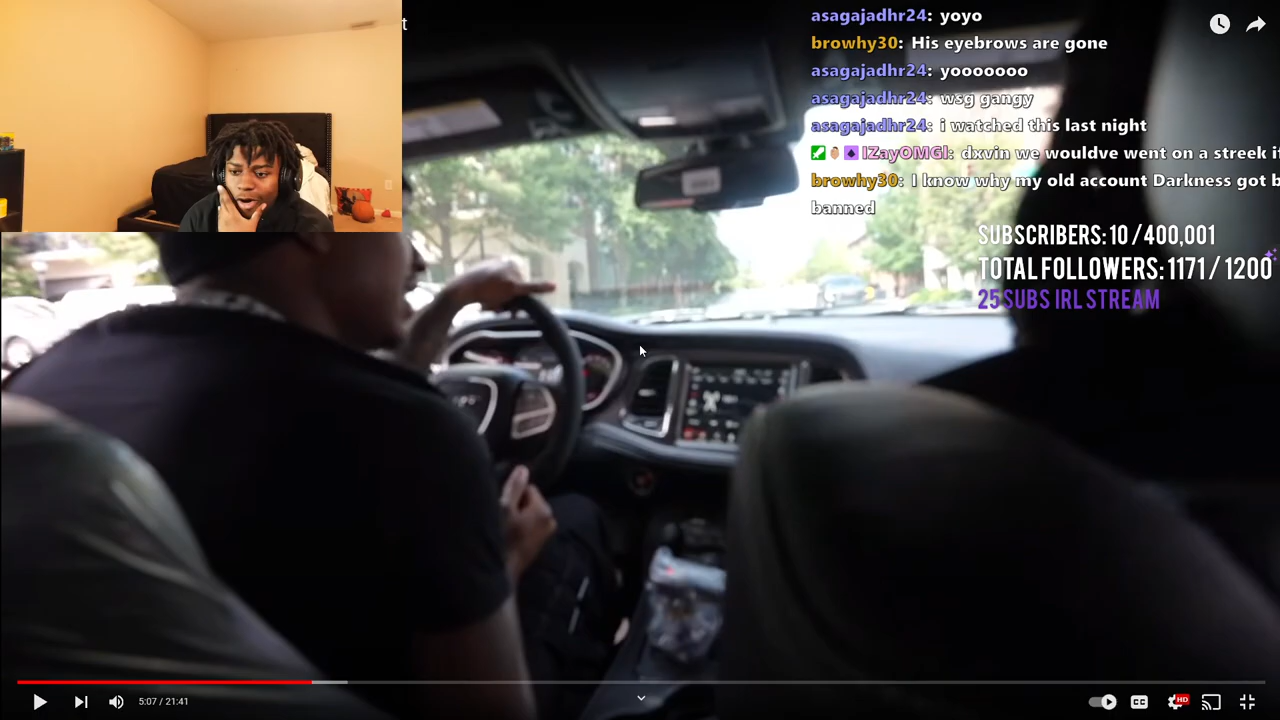 t
asagajadhr24: yoyo
browhy30: His eyebrows are gone
asagajadhr24: yooooooo
asagajadhr24: wsg gangy
asagajadhr24: i watched this last night
IZayOMGl: dxvin we wouldve went on a streek if
browhy30: I know why my old account Darkness got b
banned
SUBSCRIBERS: 10 / 400,001
TOTAL FOLLOWERS: 1171 / 1200
25 SUBS IRL STREAM
5:07 / 21:41
CC
HD